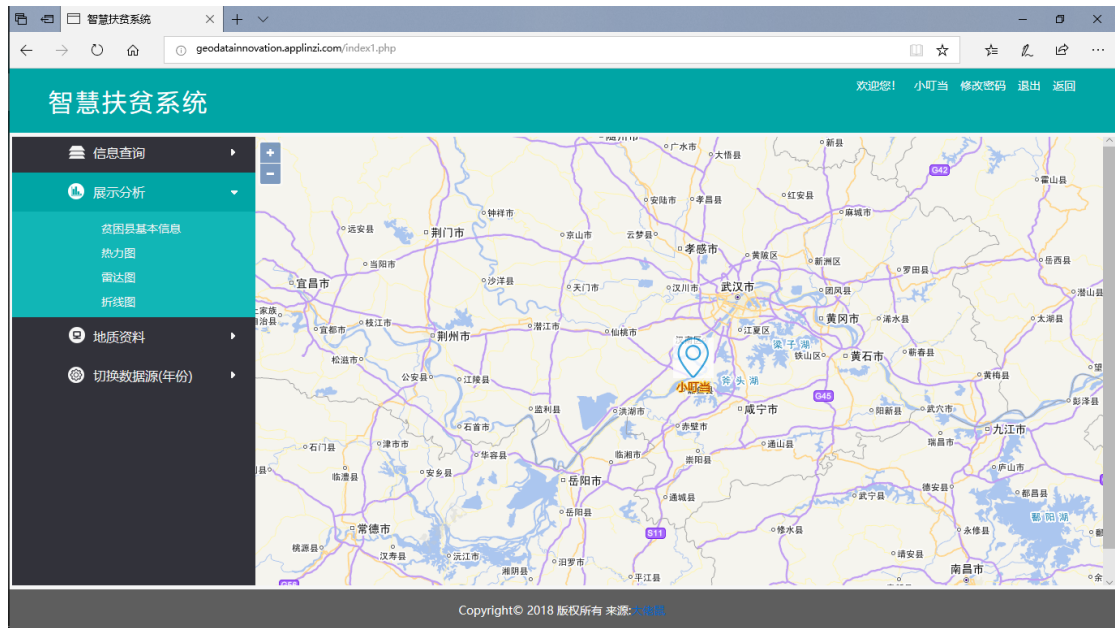 智慧扶贫系统
geodatainnovation.applinzi.com/index1.php
欢迎您! 小叮当 修改密码 退出 返回
智慧扶贫系统
信息查询
展示分析
贫困县基本信息
热力图
雷达图
折线图
地质资料
切换数据源(年份)
+
−
广水市
大悟县
新县
G42
霍山县
安陆市
孝昌县
红安县
麻城市
钟祥市
远安县
荆门市
京山市
云梦县
孝感市
黄陂区
新洲区
罗田县
岳西县
当阳市
宜昌市
沙洋县
天门市
汉川市
武汉市
团风县
潜山县
宜都市
枝江市
荆州市
潜江市
仙桃市
江夏区
黄冈市
浠水县
太湖县
梁子湖
铁山区
黄石市
蕲春县
松滋市
公安县
江陵县
小叮当
斧头湖
G45
黄梅县
监利县
洪湖市
咸宁市
阳新县
武穴市
彭泽县
石首市
赤壁市
九江市
石门县
津市市
华容县
临湘市
崇阳县
通山县
瑞昌市
临澧县
安乡县
岳阳市
庐山市
通城县
武宁县
德安县
都昌县
岳阳县
鄱阳湖
常德市
S11
修水县
永修县
桃源县
汉寿县
沅江市
汨罗市
靖安县
湘阴县
平江县
南昌市
Copyright© 2018 版权所有 来源: